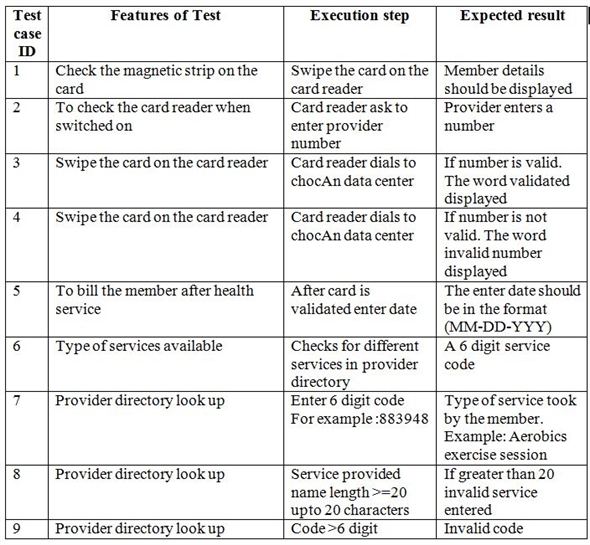 Test
case
ID
Features of Test
Execution step
Expected result
1
Check the magnetic strip on the
card
Swipe the card on the
card reader
Member details
should be displayed
2
To check the card reader when
switched on
Card reader ask to
enter provider
number
Provider enters a
number
3
Swipe the card on the card reader
Card reader dials to
chocAn data center
If number is valid.
The word validated
displayed
4
Swipe the card on the card reader
Card reader dials to
chocAn data center
If number is not
valid. The word
invalid number
displayed
5
To bill the member after health
service
After card is
validated enter date
The enter date should
be in the format
(MM-DD-YYY)
6
Type of services available
Checks for different
services in provider
directory
A 6 digit service
code
7
Provider directory look up
Enter 6 digit code
For example :883948
Type of service took
by the member.
Example: Aerobics
exercise session
8
Provider directory look up
Service provided
name length >=20
upto 20 characters
If greater than 20
invalid service
entered
9
Provider directory look up
Code >6 digit
Invalid code